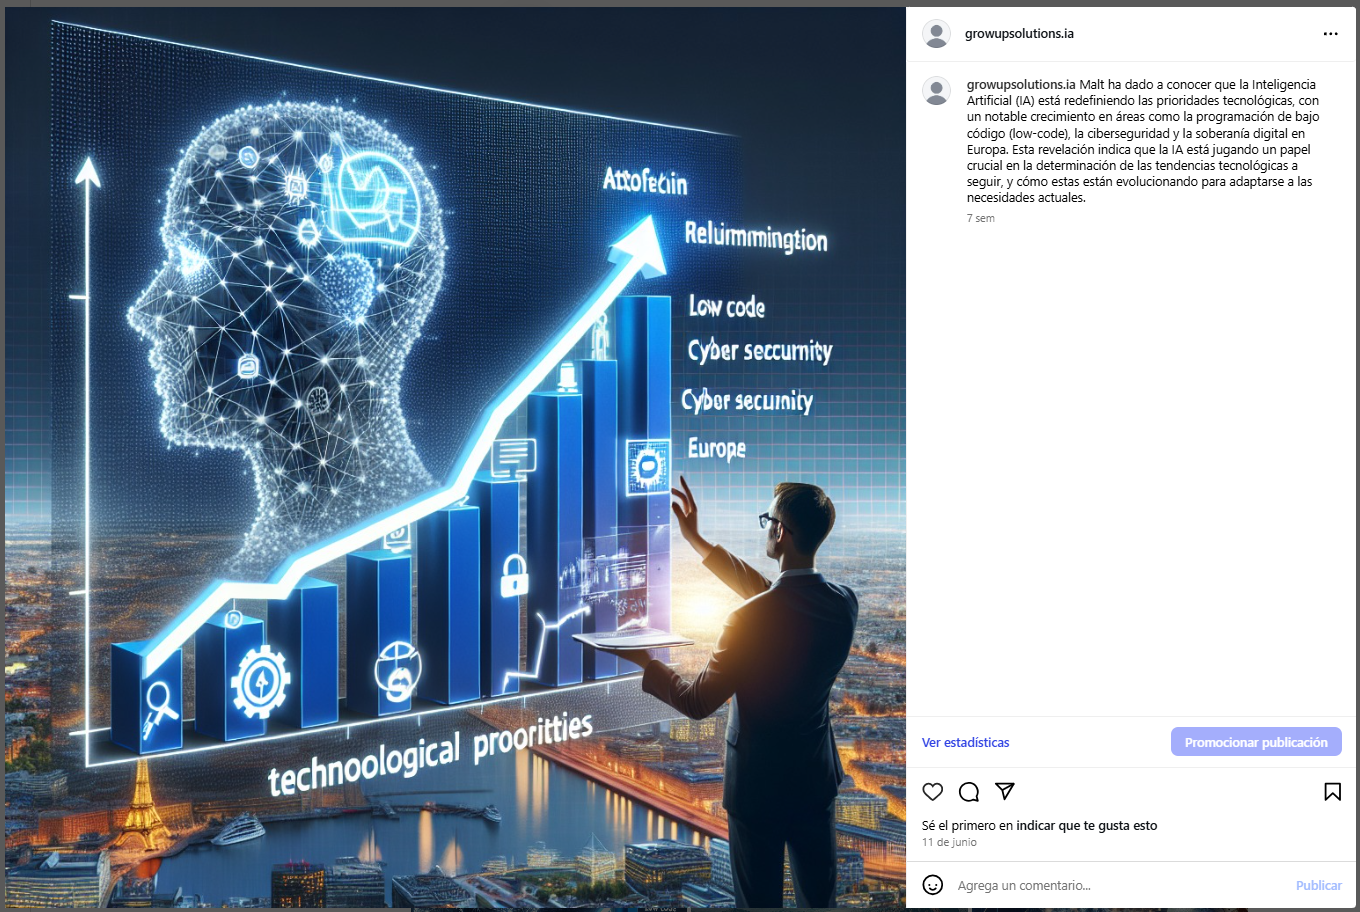 Attofectin
Reluimmingtion
Low code
Cyber seccurnity
Cyber secumity
Europe
technoological prooritties
growupsolutions.ia
growupsolutions.ia Malt ha dado a conocer que la Inteligencia
Artificial (IA) está redefiniendo las prioridades tecnológicas, con
un notable crecimiento en áreas como la programación de bajo
código (low-code), la ciberseguridad y la soberanía digital en
Europa. Esta revelación indica que la IA está jugando un papel
crucial en la determinación de las tendencias tecnológicas a
seguir, y cómo estas están evolucionando para adaptarse a las
necesidades actuales.
7 sem
Ver estadísticas
Promocionar publicación
Sé el primero en indicar que te gusta esto
11 de junio
Agrega un comentario...
Publicar